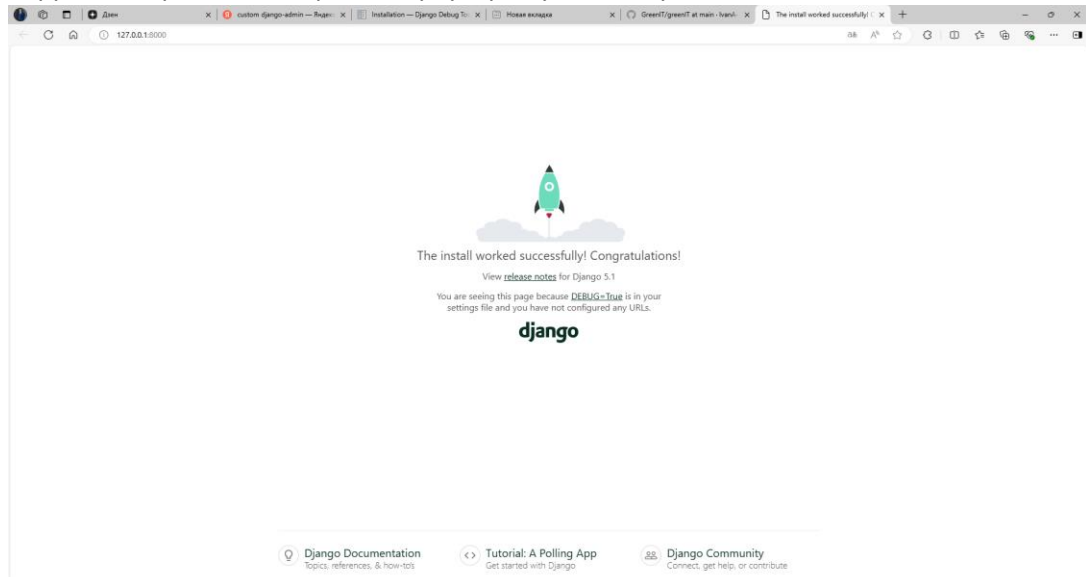 Дзен
custom django-admin — Яндекс
Installation — Django Debug To
Новая вкладка
GreenIT/greenIT at main · IvanA
The install worked successfully! C
127.0.0.1:8000
The install worked successfully! Congratulations!
View release notes for Django 5.1
You are seeing this page because DEBUG=True is in your
settings file and you have not configured any URLs.
django
Django Documentation
Topics, references, & how-to's
Tutorial: A Polling App
Get started with Django
Django Community
Connect, get help, or contribute